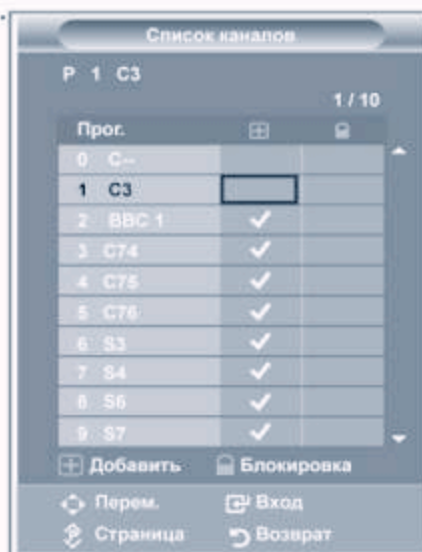 Список каналов
P 1 C3
1 / 10
Прог.
0 C--
1 C3
2 BBC 1
3 C74
4 C75
5 C76
6 S3
7 S4
8 S6
9 S7
Добавить Блокировка
Перем. Вход
Страница Возврат